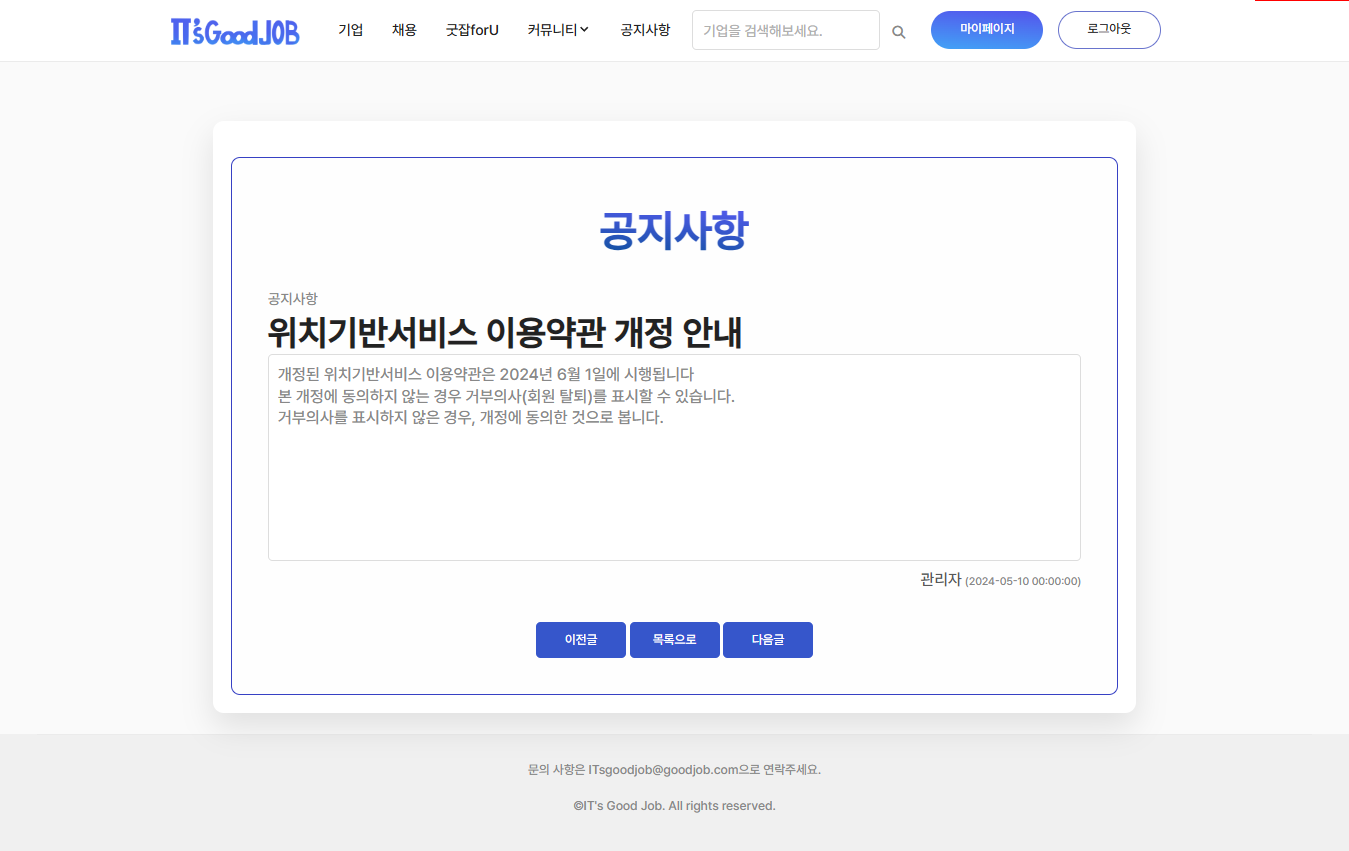 IT'sGoodJOB 기업 채용 굿잡forU 커뮤니티 공지사항 기업을 검색해보세요. 마이페이지 로그아웃
공지사항
공지사항
위치기반서비스 이용약관 개정 안내
개정된 위치기반서비스 이용약관은 2024년 6월 1일에 시행됩니다
본 개정에 동의하지 않는 경우 거부의사(회원 탈퇴)를 표시할 수 있습니다.
거부의사를 표시하지 않은 경우, 개정에 동의한 것으로 봅니다.
관리자 (2024-05-10 00:00:00)
이전글 목록으로 다음글
문의 사항은 ITsgoodjob@goodjob.com으로 연락주세요.
©IT's Good Job. All rights reserved.